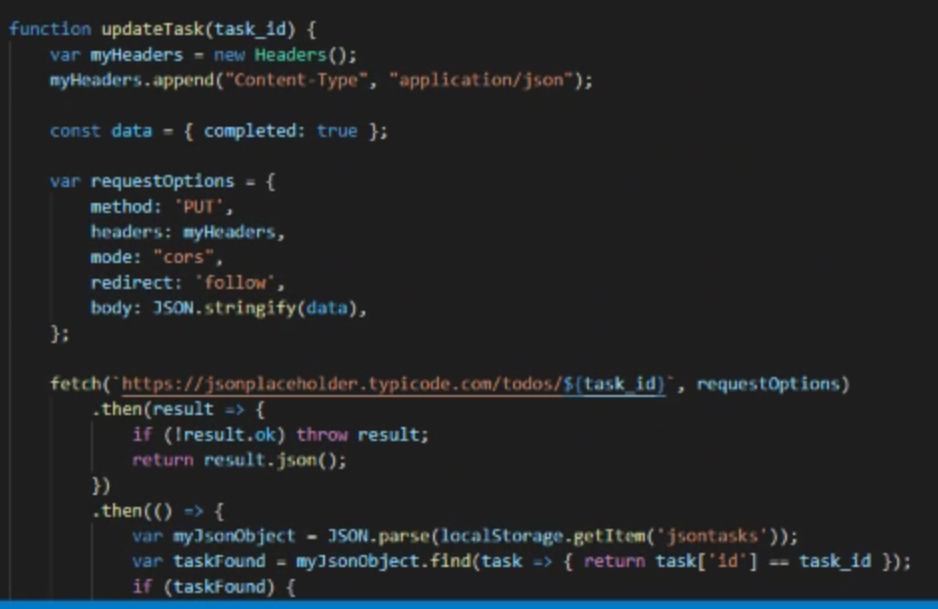 function updateTask(task_id) {
var myHeaders = new Headers();
myHeaders.append("Content-Type", "application/json");
const data = { completed: true };
var requestOptions = {
method: 'PUT',
headers: myHeaders,
mode: "cors",
redirect: 'follow',
body: JSON.stringify(data),
};
fetch(`https://jsonplaceholder.typicode.com/todos/${task_id}`, requestOptions)
.then(result => {
if (!result.ok) throw result;
return result.json();
})
.then(() => {
var myJsonObject = JSON.parse(localStorage.getItem('jsontasks'));
var taskFound = myJsonObject.find(task => { return task['id'] == task_id });
if (taskFound) {